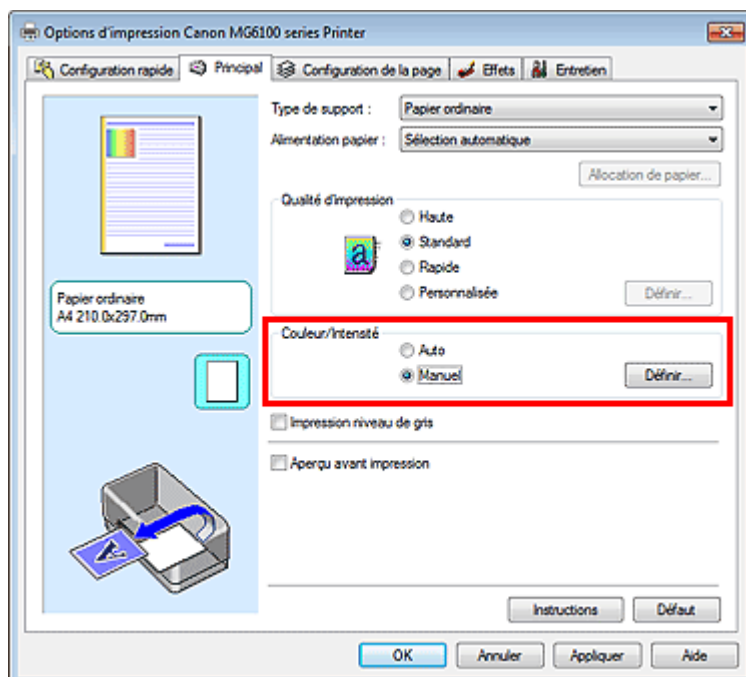 Options d'impression Canon MG6100 series Printer
Configuration rapide Principal Configuration de la page Effets Entretien
Type de support : Papier ordinaire
Alimentation papier : Sélection automatique
Allocation de papier...
Qualité d'impression
Haute
a Standard
Rapide
Personnalisée Définir...
Papier ordinaire
A4 210.0x297.0mm
Couleur/Intensité
Auto
Manuel Définir...
Impression niveau de gris
Aperçu avant impression
A
Instructions Défaut
OK Annuler Appliquer Aide